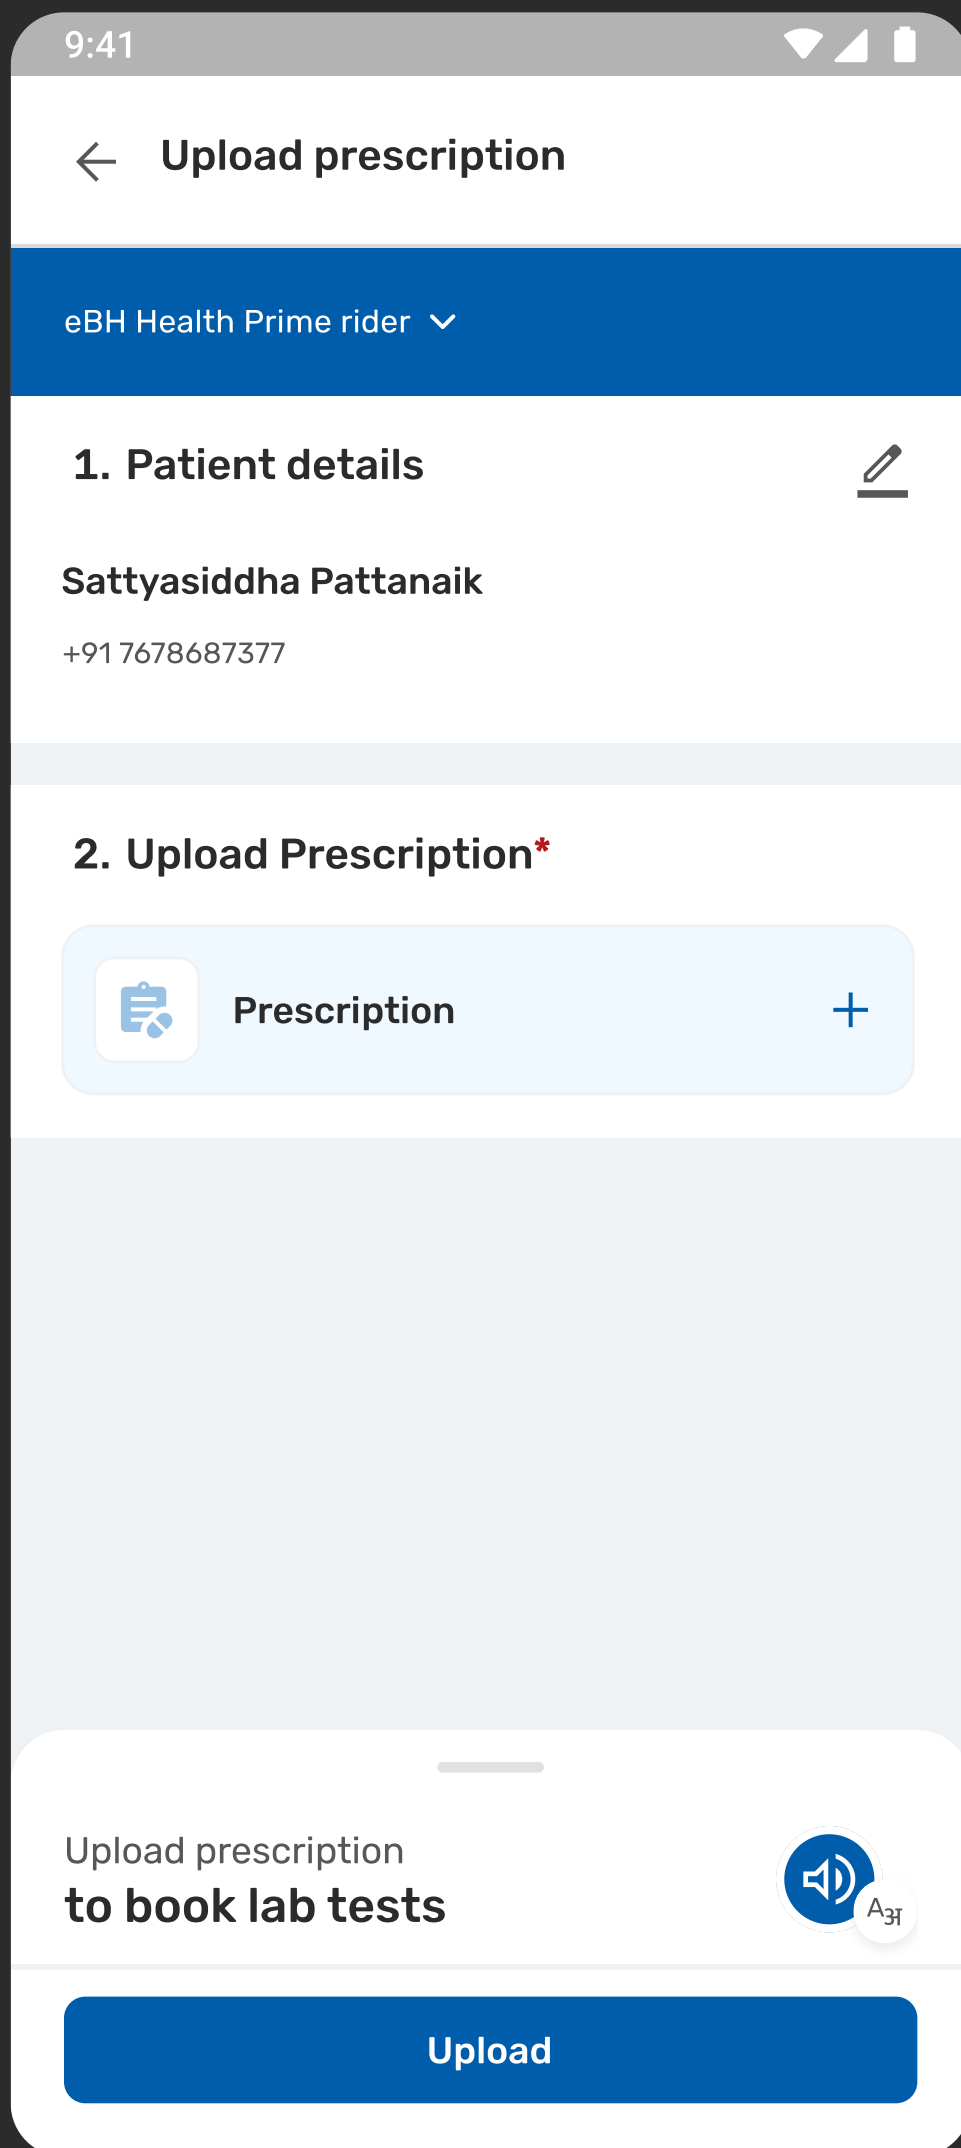 9:41
Upload prescription
eBH Health Prime rider
1. Patient details
Sattyasiddha Pattanaik
+91 7678687377
2. Upload Prescription*
Prescription
Upload prescription
to book lab tests
Aअ
Upload